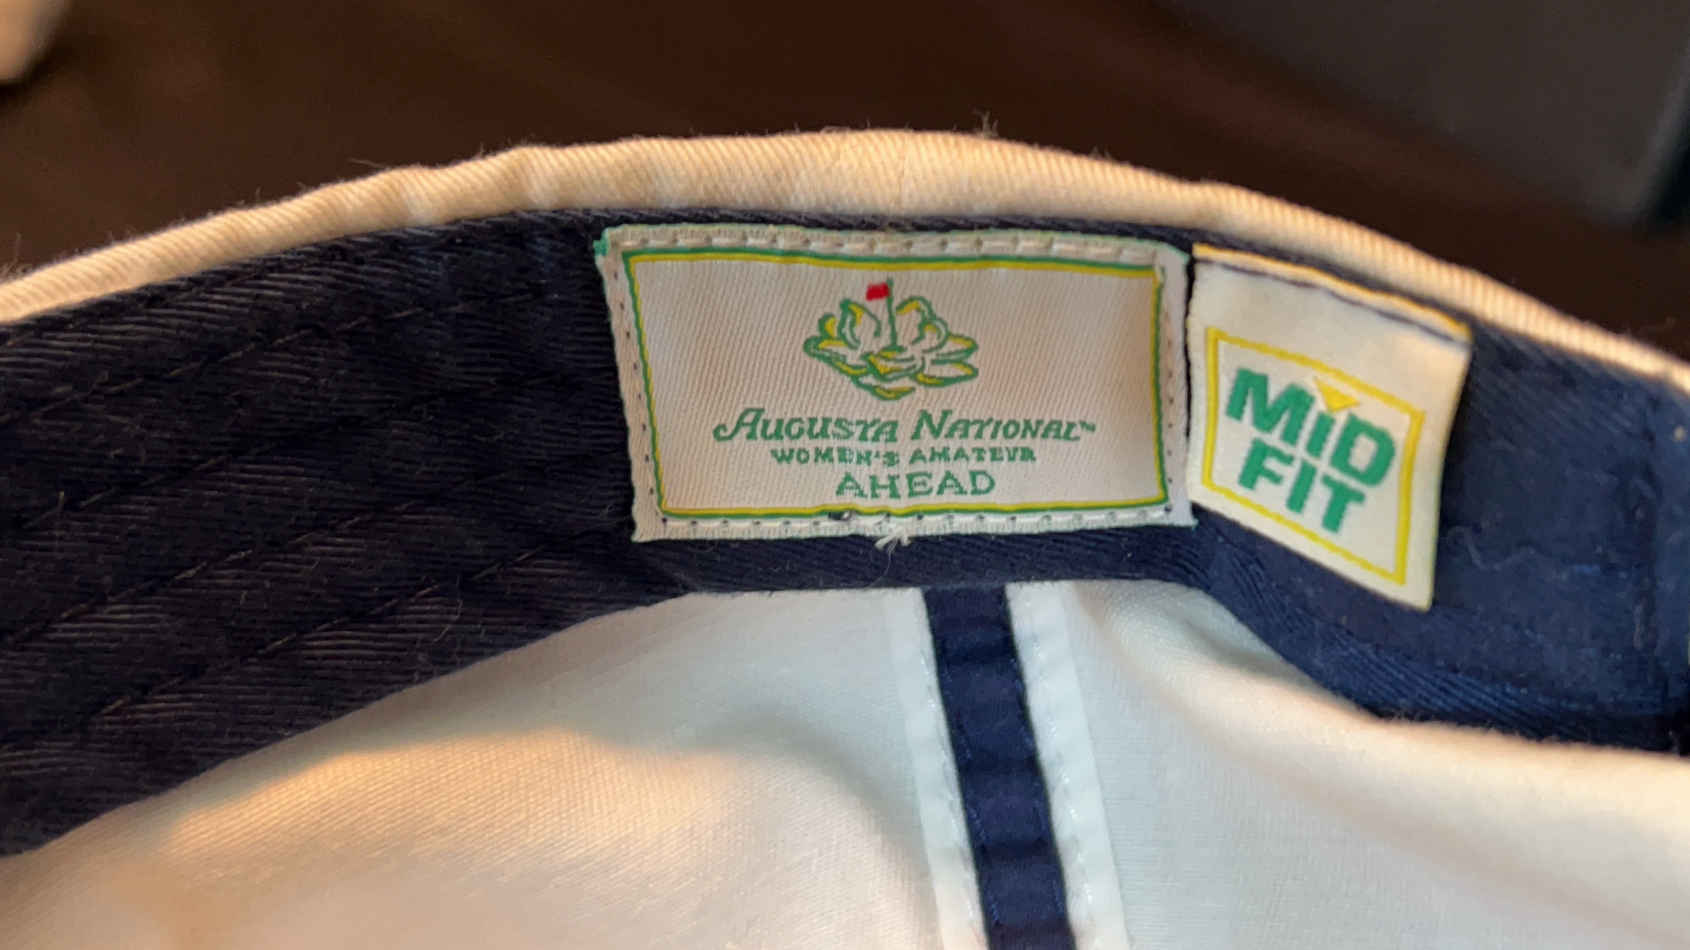 AUGUSTA NATIONAL™
WOMEN'S AMATEUR
AHEAD
MID
FIT